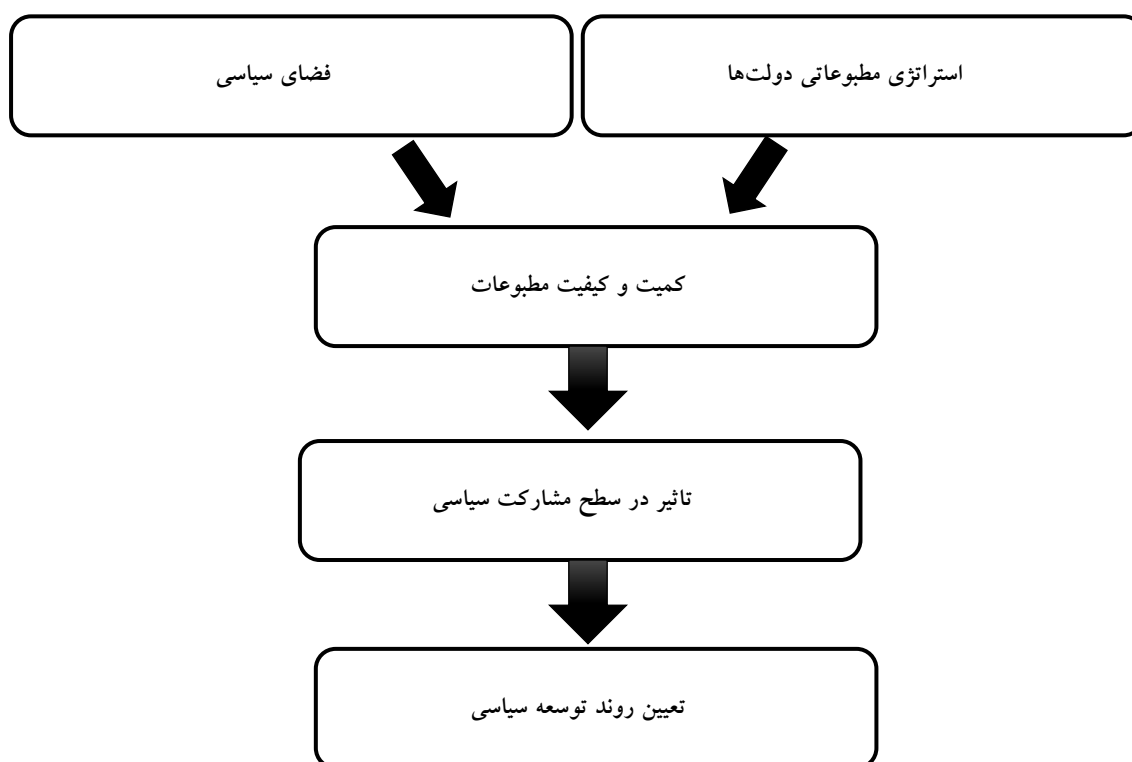 استراتژی مطبوعاتی دولت‌ها
فضای سیاسی
کمیت و کیفیت مطبوعات
تاثیر در سطح مشارکت سیاسی
تعیین روند توسعه سیاسی